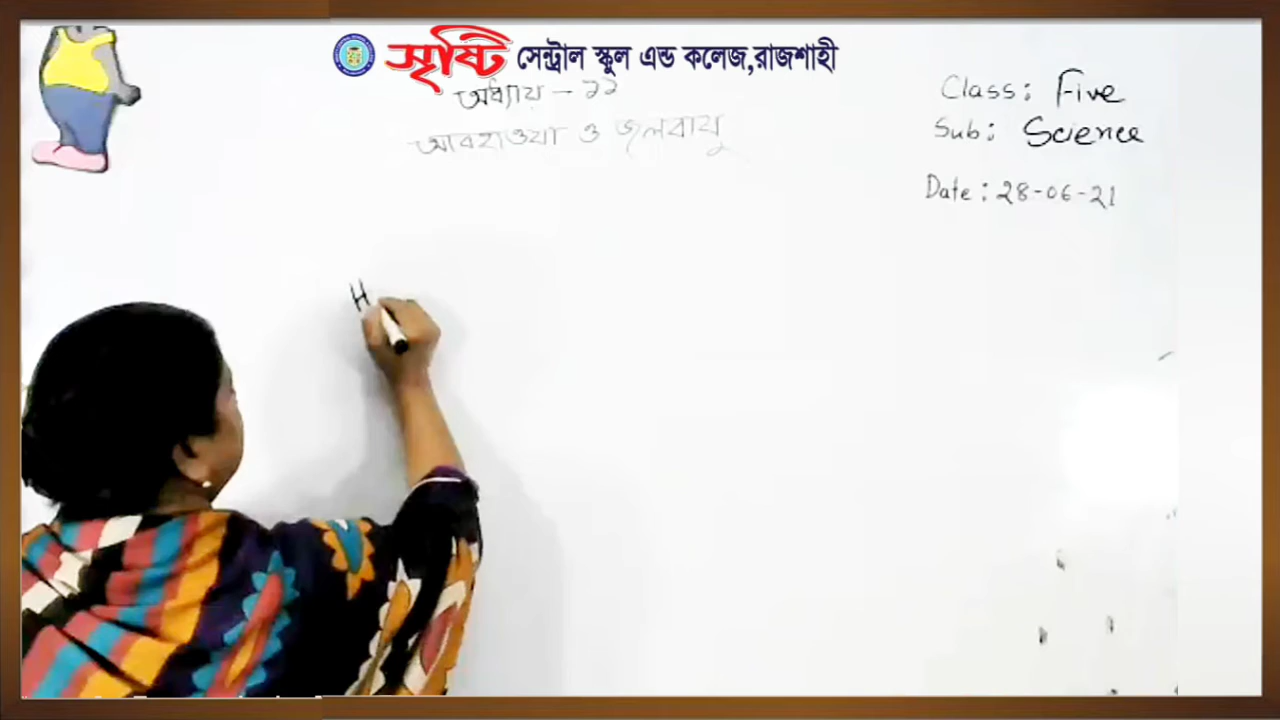 সৃষ্টি সেন্ট্রাল স্কুল এন্ড কলেজ,রাজশাহী
অধ্যায় - ১১
আবহাওয়া ও জলবায়ু
Class: Five
Sub: Science
Date: 28-06-21
H